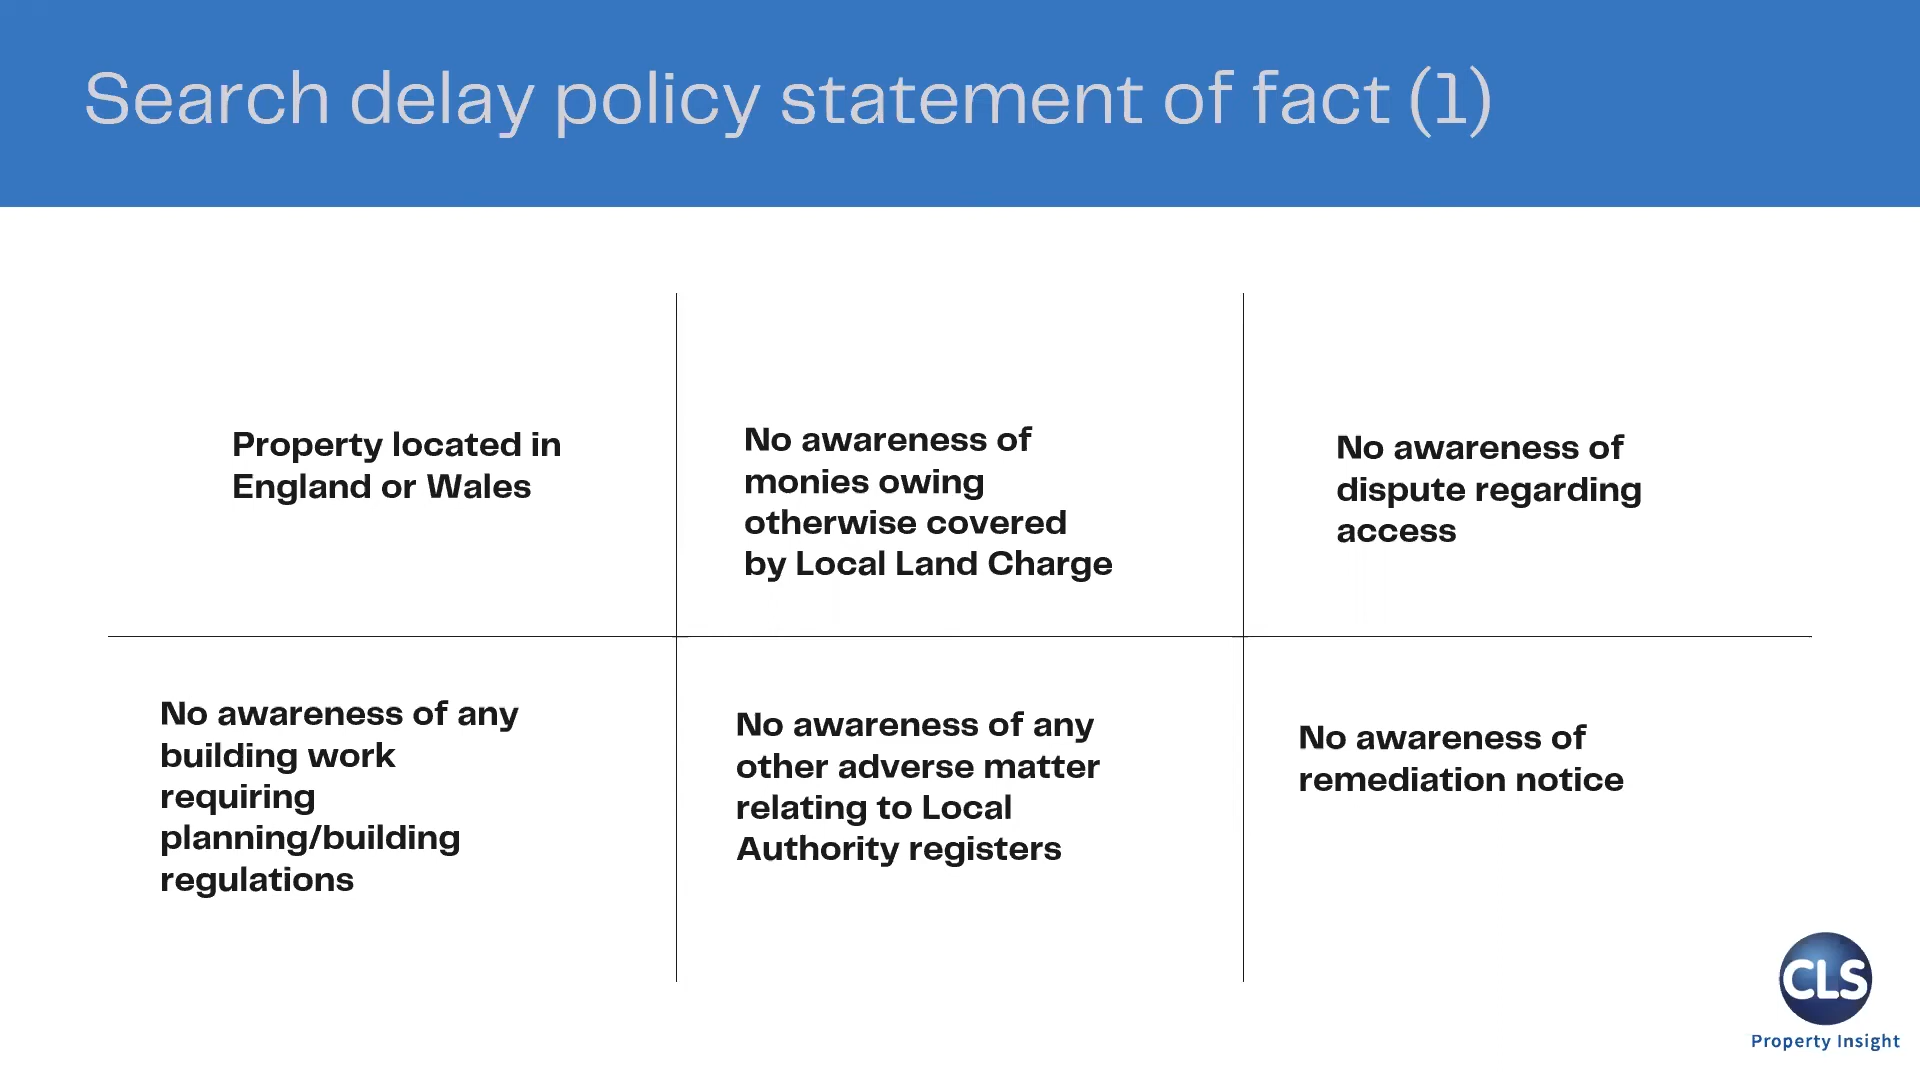 Search delay policy statement of fact (1)
Property located in
England or Wales
No awareness of
monies owing
otherwise covered
by Local Land Charge
No awareness of
dispute regarding
access
No awareness of any
building work
requiring
planning/building
regulations
No awareness of any
other adverse matter
relating to Local
Authority registers
No awareness of
remediation notice
CLS
Property Insight